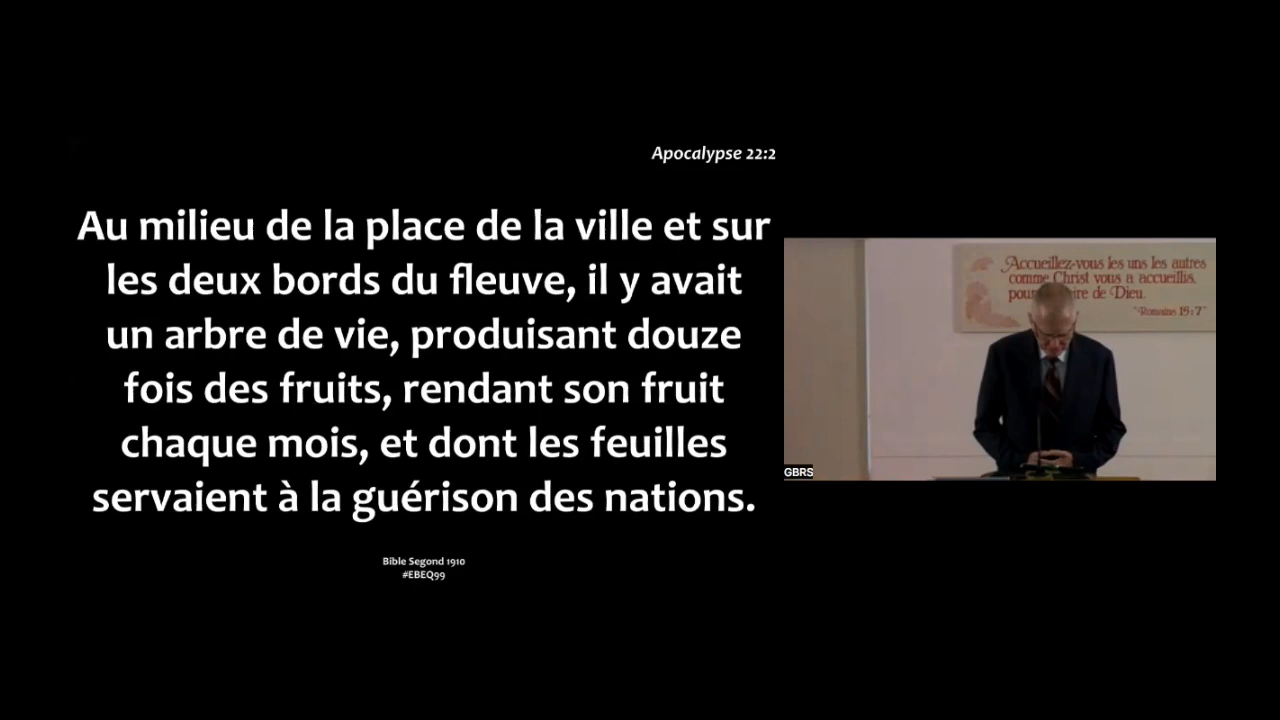 Apocalypse 22:2
Au milieu de la place de la ville et sur
les deux bords du fleuve, il y avait
un arbre de vie, produisant douze
fois des fruits, rendant son fruit
chaque mois, et dont les feuilles
servaient à la guérison des nations.
Bible Segond 1910
#EBEQ99
Accueillez-vous les uns les autres
comme Christ vous a accueillis,
de Dieu.
Romains 15:7
GBRS